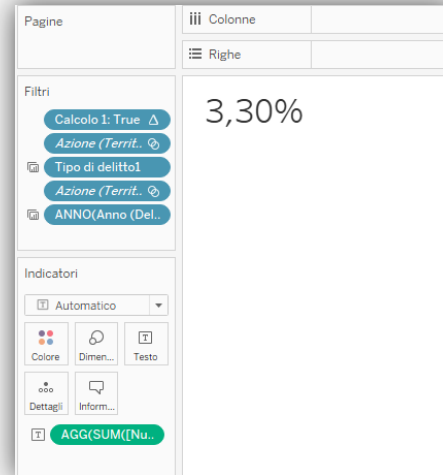 Pagine
Colonne
Righe
Filtri
Calcolo 1: True
Azione (Territ..
Tipo di delitto1
Azione (Territ..
ANNO(Anno (Del..
3,30%
Indicatori
Automatico
Colore
Dimen...
Testo
Dettagli
Inform...
AGG(SUM([Nu..